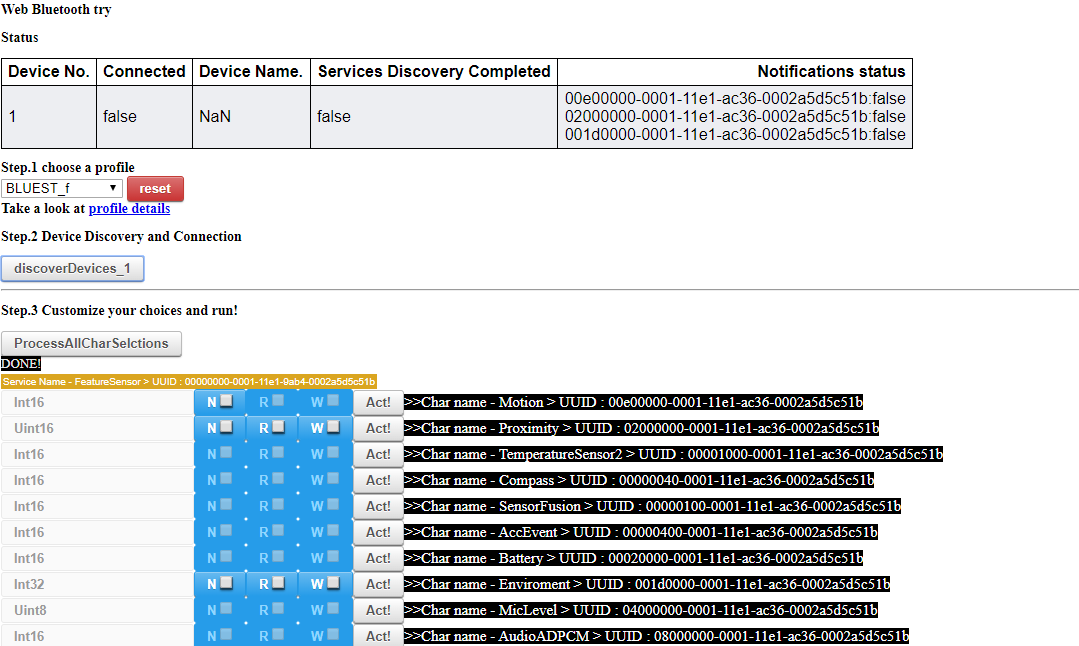 Web Bluetooth try
Status
Device No. Connected Device Name. Services Discovery Completed Notifications status
1 false NaN false 00e00000-0001-11e1-ac36-0002a5d5c51b:false
02000000-0001-11e1-ac36-0002a5d5c51b:false
001d0000-0001-11e1-ac36-0002a5d5c51b:false
Step.1 choose a profile
BLUEST_f reset
Take a look at profile details
Step.2 Device Discovery and Connection
discoverDevices_1
Step.3 Customize your choices and run!
ProcessAllCharSelctions
DONE!
Service Name - FeatureSensor > UUID : 00000000-0001-11e1-9ab4-0002a5d5c51b
Int16 N R W Act! >>Char name - Motion > UUID : 00e00000-0001-11e1-ac36-0002a5d5c51b
Uint16 N R W Act! >>Char name - Proximity > UUID : 02000000-0001-11e1-ac36-0002a5d5c51b
Int16 N R W Act! >>Char name - TemperatureSensor2 > UUID : 00001000-0001-11e1-ac36-0002a5d5c51b
Int16 N R W Act! >>Char name - Compass > UUID : 00000040-0001-11e1-ac36-0002a5d5c51b
Int16 N R W Act! >>Char name - SensorFusion > UUID : 00000100-0001-11e1-ac36-0002a5d5c51b
Int16 N R W Act! >>Char name - AccEvent > UUID : 00000400-0001-11e1-ac36-0002a5d5c51b
Int16 N R W Act! >>Char name - Battery > UUID : 00020000-0001-11e1-ac36-0002a5d5c51b
Int32 N R W Act! >>Char name - Enviroment > UUID : 001d0000-0001-11e1-ac36-0002a5d5c51b
Uint8 N R W Act! >>Char name - MicLevel > UUID : 04000000-0001-11e1-ac36-0002a5d5c51b
Int16 N R W Act! >>Char name - AudioADPCM > UUID : 08000000-0001-11e1-ac36-0002a5d5c51b